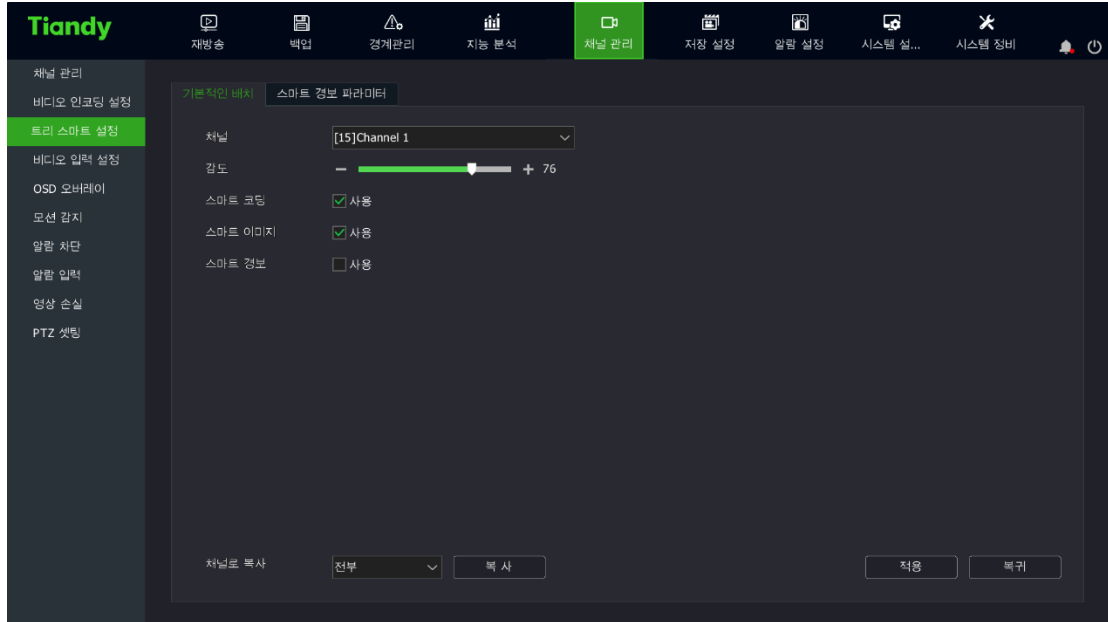 Tiandy
재방송 백업 경계관리 지능 분석 채널 관리 저장 설정 알람 설정 시스템 설... 시스템 정비
채널 관리
비디오 인코딩 설정
트리 스마트 설정
비디오 입력 설정
OSD 오버레이
모션 감지
알람 차단
알람 입력
영상 손실
PTZ 셋팅
기본적인 배치 스마트 경보 파라미터
채널 [15]Channel 1
감도 76
스마트 코딩 사용
스마트 이미지 사용
스마트 경보 사용
채널로 복사 전부 복 사 적용 복귀